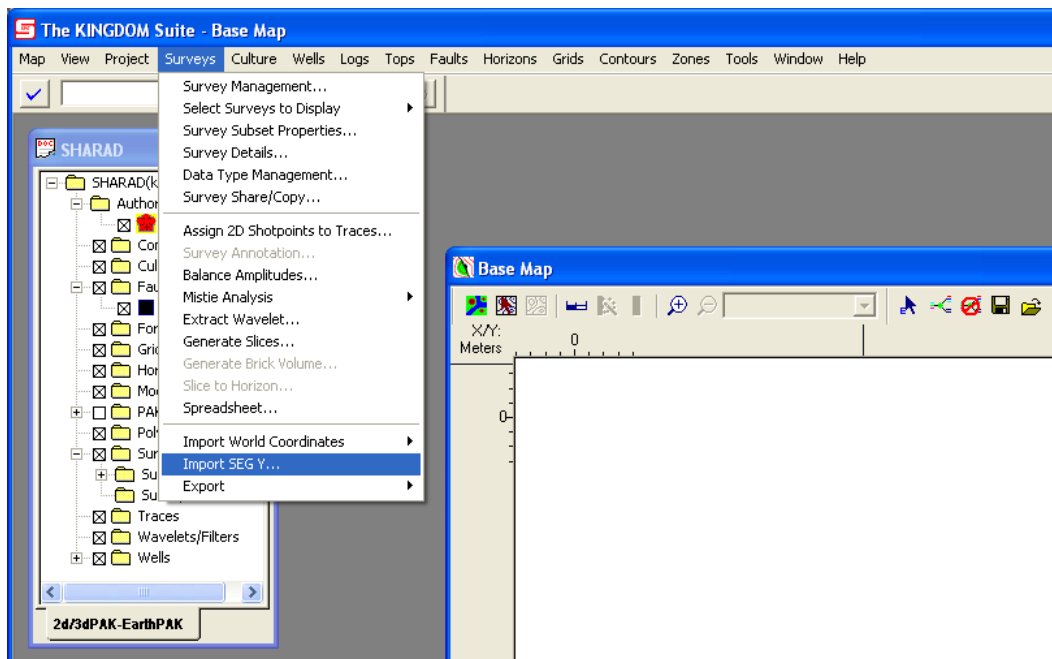 The KINGDOM Suite - Base Map
Map View Project Surveys Culture Wells Logs Tops Faults Horizons Grids Contours Zones Tools Window Help
Survey Management...
Select Surveys to Display
Survey Subset Properties...
Survey Details...
Data Type Management...
Survey Share/Copy...
Assign 2D Shotpoints to Traces...
Survey Annotation...
Balance Amplitudes...
Mistie Analysis
Extract Wavelet...
Generate Slices...
Generate Brick Volume...
Slice to Horizon...
Spreadsheet...
Import World Coordinates
Import SEG Y...
Export
DOC
SHARAD
SHARAD(k
Author
Cor
Cul
Fau
For
Gric
Hor
Moc
PAK
Pol
Sur
Su
Su
Traces
Wavelets/Filters
Wells
2d/3dPAK-EarthPAK
Base Map
X/Y:
Meters
0
0